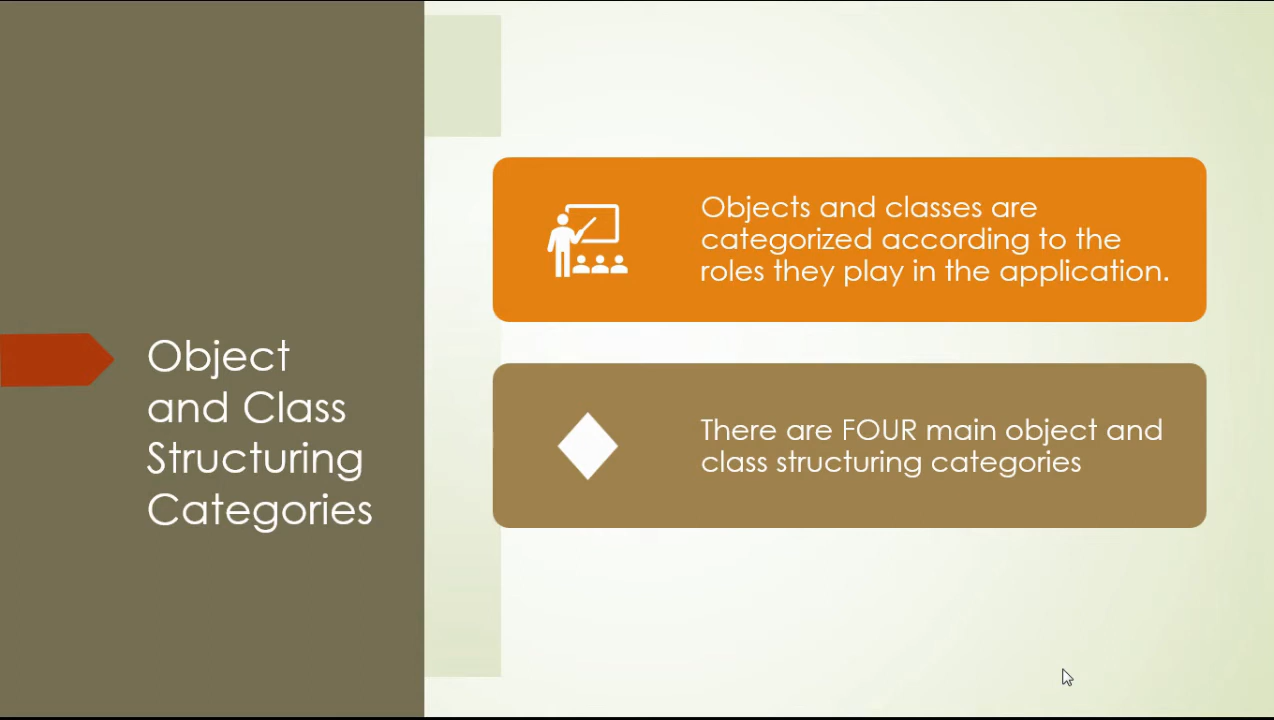 Object
and Class
Structuring
Categories
Objects and classes are
categorized according to the
roles they play in the application.
There are FOUR main object and
class structuring categories